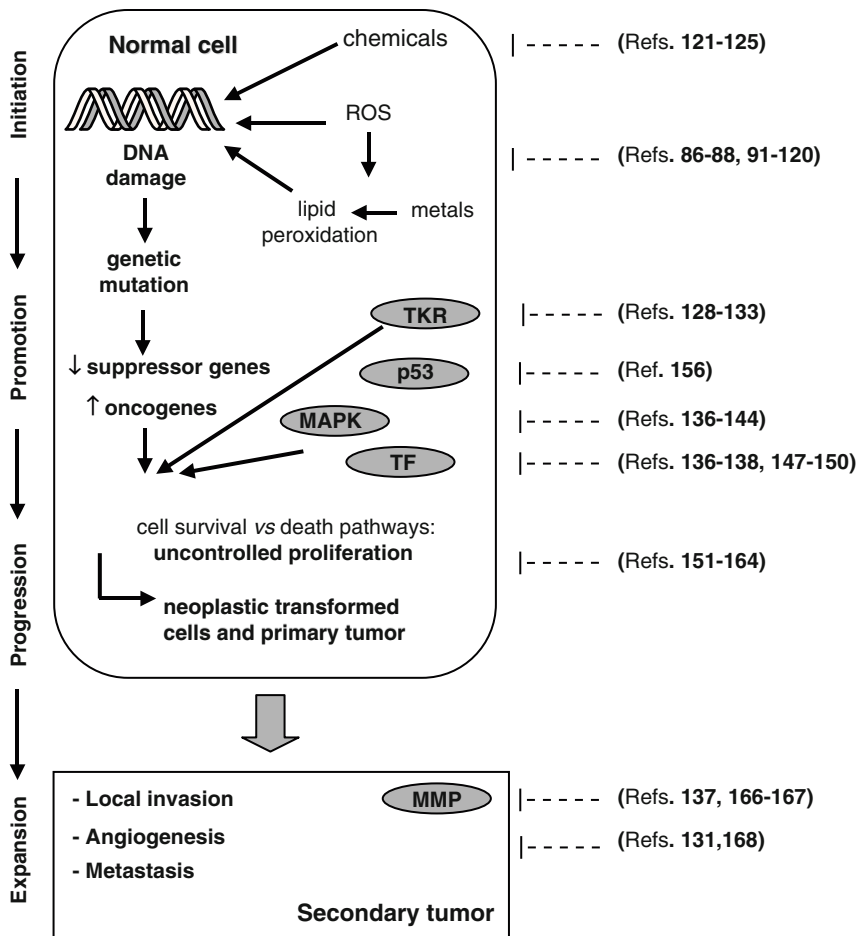 Initiation
Promotion
Progression
Expansion
Normal cell
chemicals
(Refs. 121-125)
ROS
DNA
damage
(Refs. 86-88, 91-120)
lipid
peroxidation
metals
genetic
mutation
TKR
(Refs. 128-133)
↓ suppressor genes
p53
(Ref. 156)
↑ oncogenes
MAPK
(Refs. 136-144)
TF
(Refs. 136-138, 147-150)
cell survival vs death pathways:
uncontrolled proliferation
(Refs. 151-164)
neoplastic transformed
cells and primary tumor
- Local invasion
MMP
(Refs. 137, 166-167)
- Angiogenesis
(Refs. 131,168)
- Metastasis
Secondary tumor